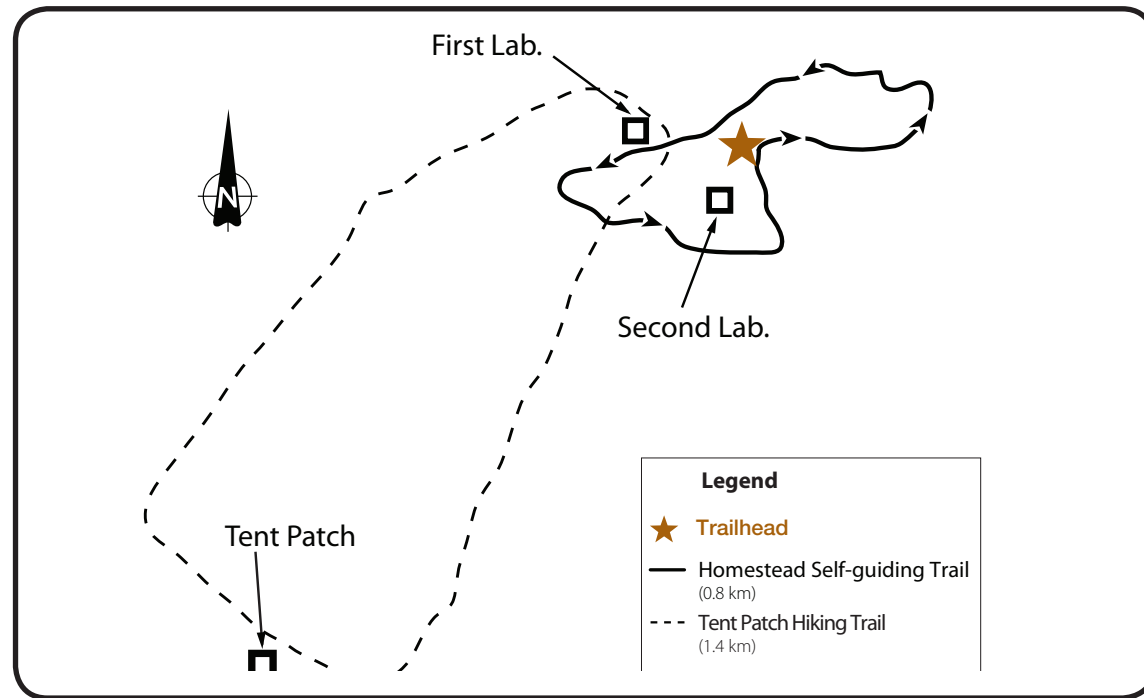 First Lab.
N
Second Lab.
Tent Patch
Legend
Trailhead
Homestead Self-guiding Trail
(0.8 km)
Tent Patch Hiking Trail
(1.4 km)